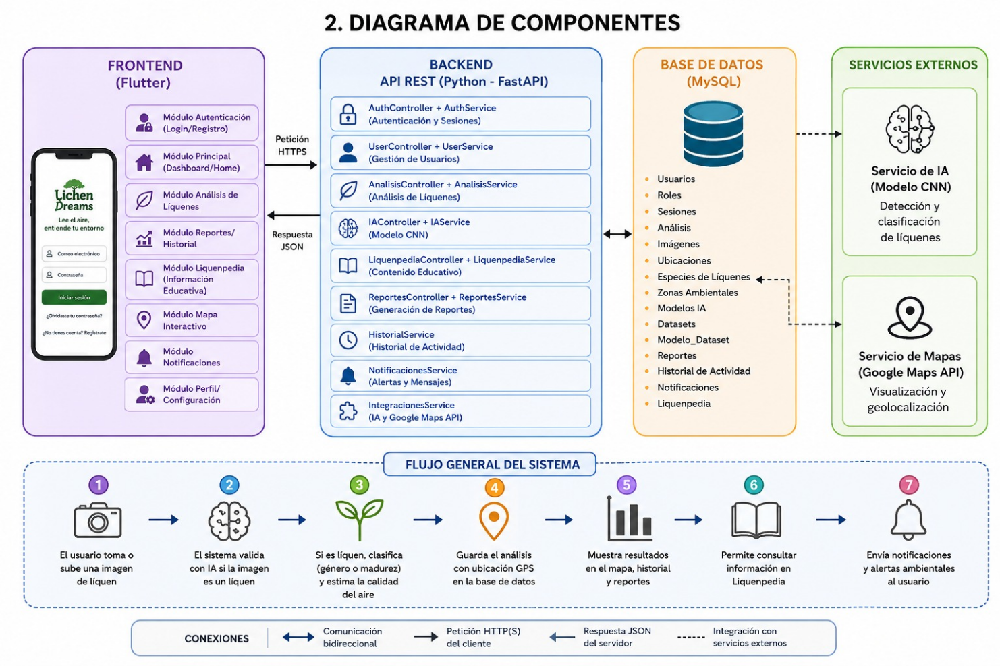 2. DIAGRAMA DE COMPONENTES
FRONTEND
(Flutter)
Lichen
Dreams
Lee el aire,
entiende tu entorno
Correo electrónico
Contraseña
Iniciar sesión
¿Olvidaste tu contraseña?
¿No tienes cuenta? Regístrate
Módulo Autenticación
(Login/Registro)
Módulo Principal
(Dashboard/Home)
Módulo Análisis de
Líquenes
Módulo Reportes/
Historial
Módulo Liquenpedia
(Información
Educativa)
Módulo Mapa
Interactivo
Módulo
Notificaciones
Módulo Perfil/
Configuración
Petición
HTTPS
Respuesta
JSON
BACKEND
API REST (Python - FastAPI)
AuthController + AuthService
(Autenticación y Sesiones)
UserController + UserService
(Gestión de Usuarios)
AnalisisController + AnalisisService
(Análisis de Líquenes)
IAController + IAService
(Modelo CNN)
LiquenpediaController + LiquenpediaService
(Contenido Educativo)
ReportesController + ReportesService
(Generación de Reportes)
HistorialService
(Historial de Actividad)
NotificacionesService
(Alertas y Mensajes)
IntegracionesService
(IA y Google Maps API)
BASE DE DATOS
(MySQL)
• Usuarios
• Roles
• Sesiones
• Análisis
• Imágenes
• Ubicaciones
• Especies de Líquenes
• Zonas Ambientales
• Modelos IA
• Datasets
• Modelo_Dataset
• Reportes
• Historial de Actividad
• Notificaciones
• Liquenpedia
SERVICIOS EXTERNOS
Servicio de IA
(Modelo CNN)
Detección y
clasificación
de líquenes
Servicio de Mapas
(Google Maps API)
Visualización y
geolocalización
FLUJO GENERAL DEL SISTEMA
1
El usuario toma o
sube una imagen
de líquen
2
El sistema valida
con IA si la imagen
es un líquen
3
Si es líquen, clasifica
(género o madurez)
y estima la calidad
del aire
4
Guarda el análisis
con ubicación GPS
en la base de datos
5
Muestra resultados
en el mapa, historial
y reportes
6
Permite consultar
información en
Liquenpedia
7
Envía notificaciones
y alertas ambientales
al usuario
CONEXIONES
Comunicación
bidireccional
Petición HTTP(S)
del cliente
Respuesta JSON
del servidor
Integración con
servicios externos